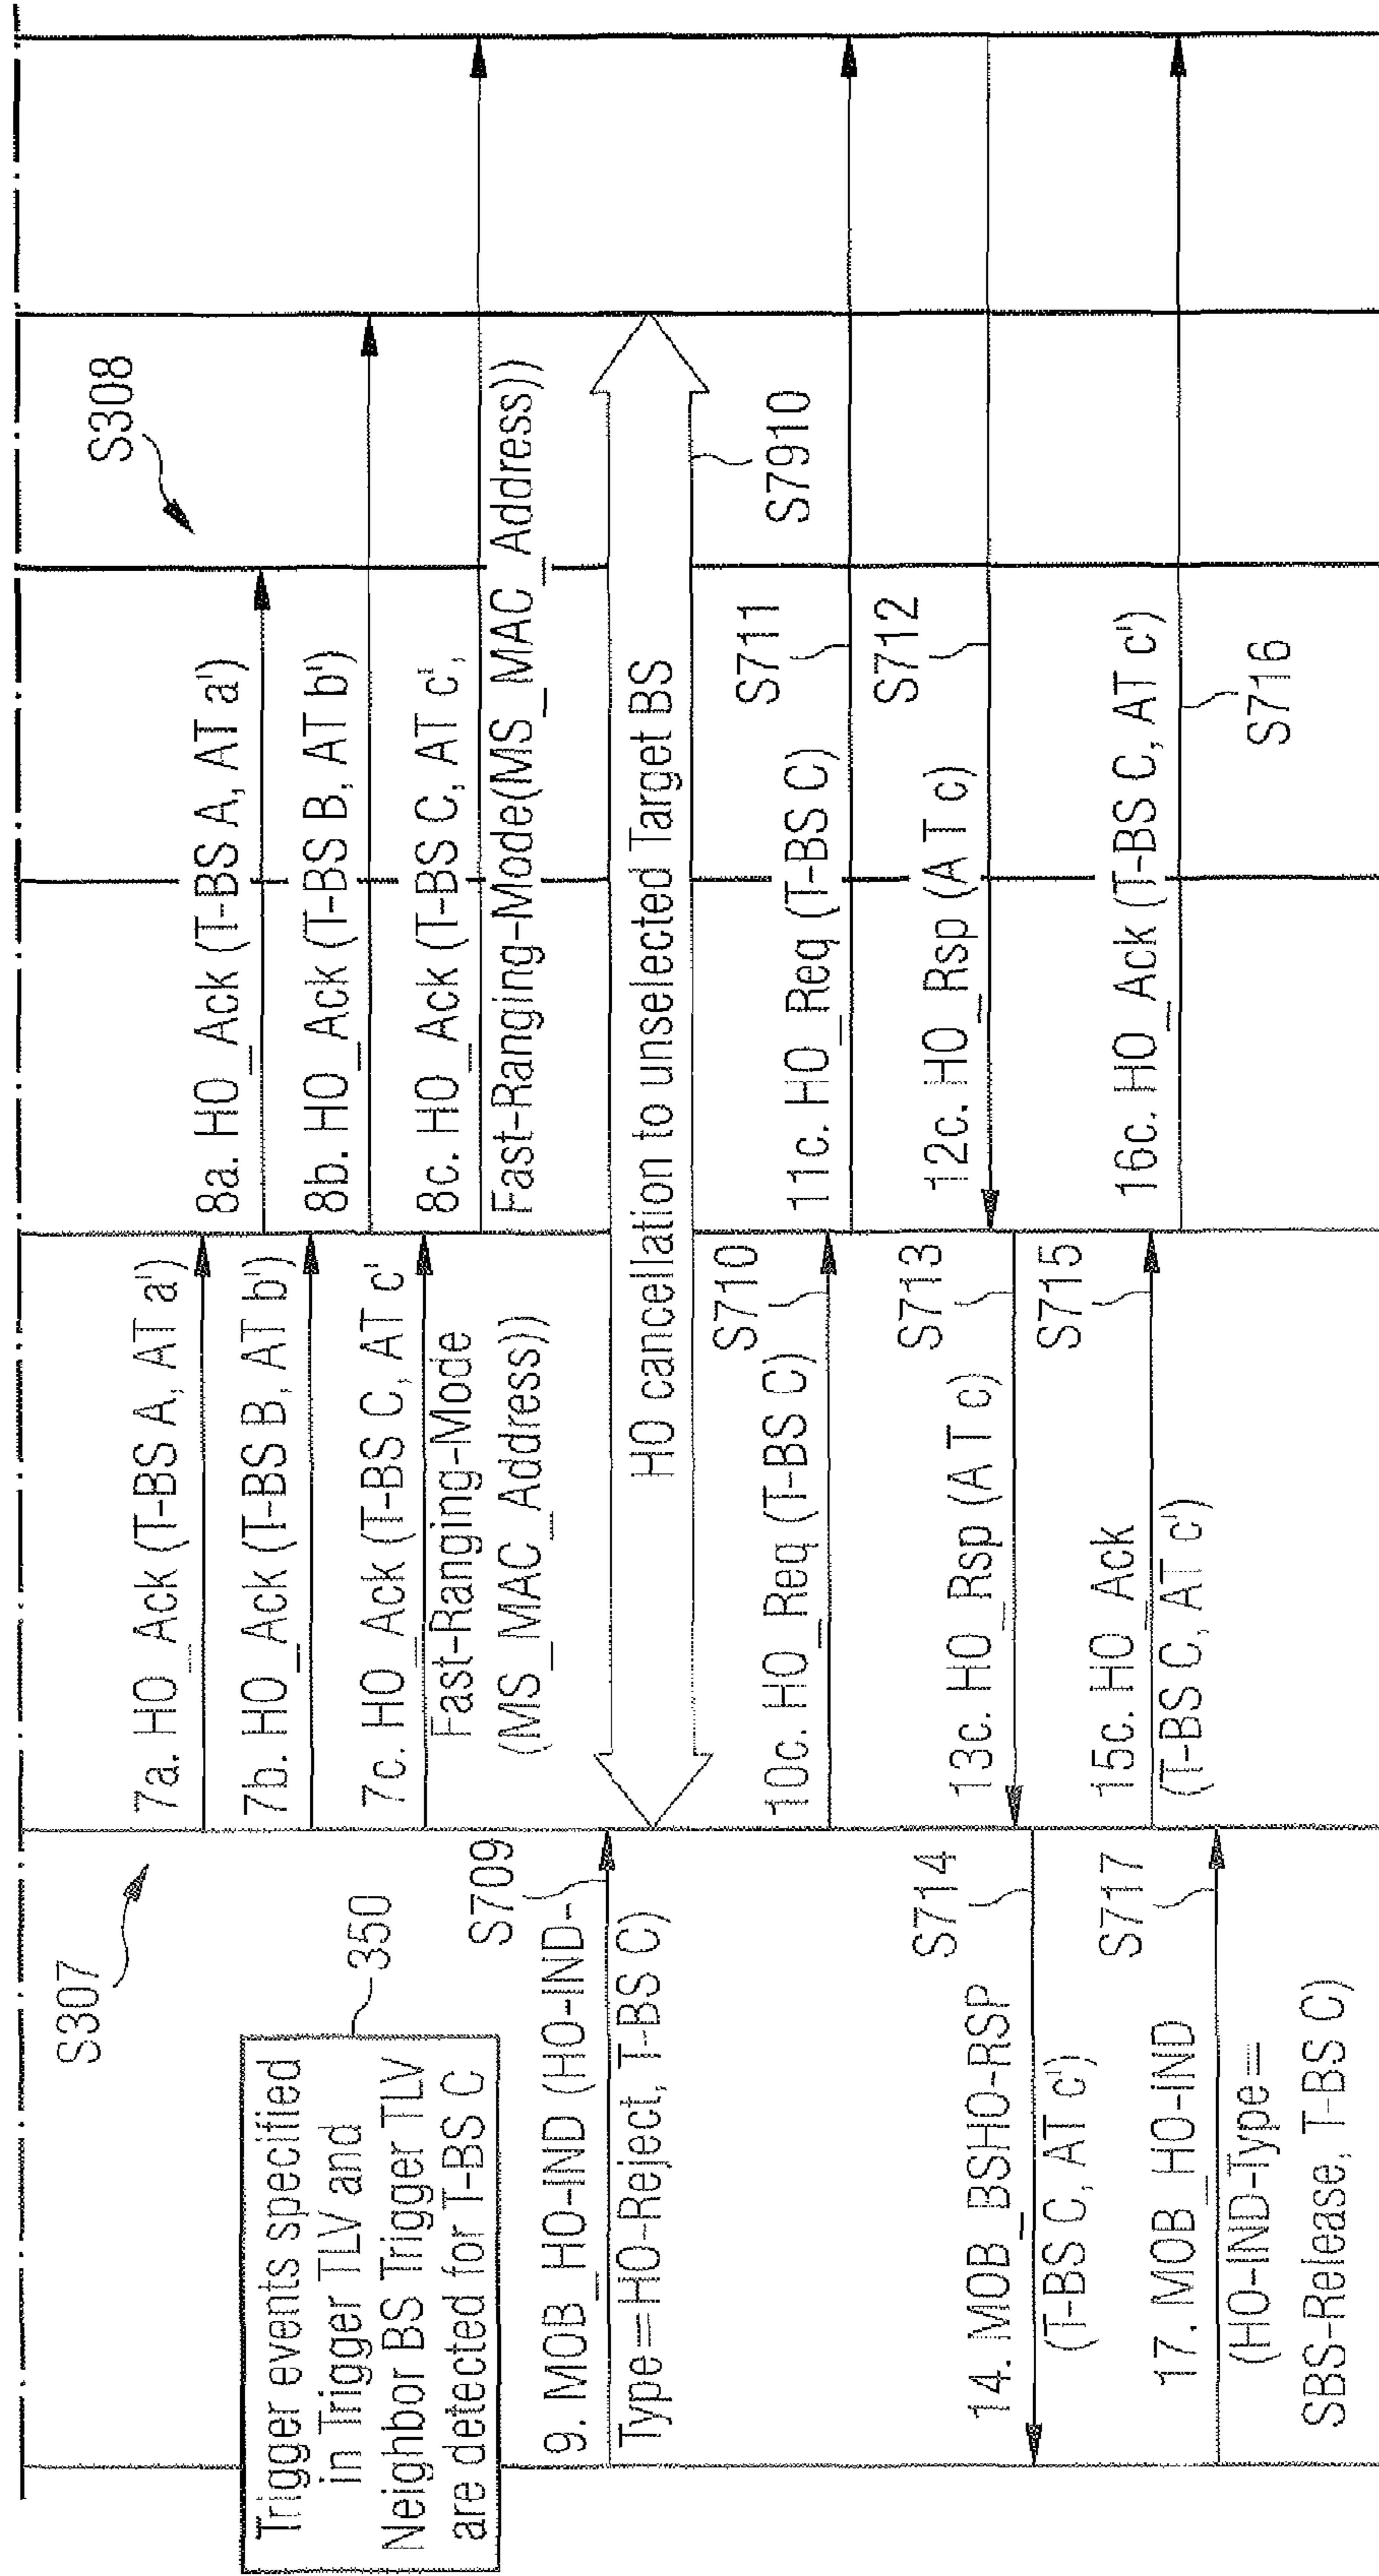 S307
S308
Trigger events specified
in Trigger TLV and
Neighbor BS Trigger TLV
are detected for T-BS C
350
7a. HO_Ack (T-BS A, AT a')
8a. HO_Ack (T-BS A, AT a')
7b. HO_Ack (T-BS B, AT b')
8b. HO_Ack (T-BS B, AT b')
7c. HO_Ack (T-BS C, AT c'
Fast-Ranging-Mode
(MS_MAC_Address))
8c. HO_Ack (T-BS C, AT c',
Fast-Ranging-Mode(MS_MAC_Address))
S709
9. MOB_HO-IND (HO-IND-
Type=HO-Reject, T-BS C)
HO cancellation to unselected Target BS
S7910
10c. HO_Req (T-BS C)
S710
11c. HO_Req (T-BS C)
S711
12c. HO_Rsp (A T c)
S712
13c. HO_Rsp (A T c)
S713
S714
14. MOB_BSHO-RSP
(T-BS C, AT c')
15c. HO_Ack
(T-BS C, AT c')
S715
16c. HO_Ack (T-BS C, AT c')
S716
S717
17. MOB_HO-IND
(HO-IND-Type=
SBS-Release, T-BS C)